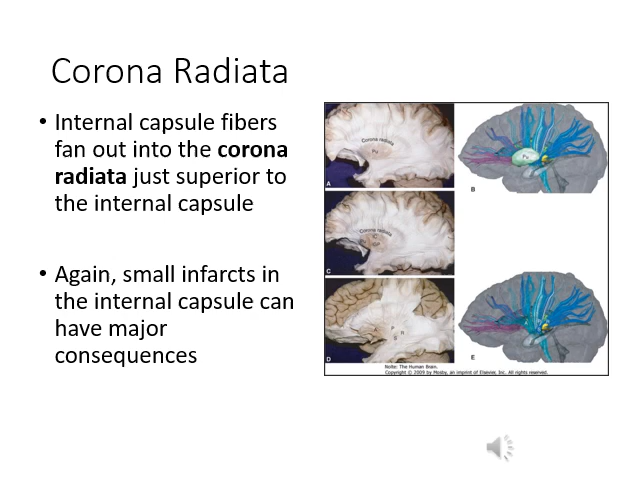 Corona Radiata
• Internal capsule fibers
fan out into the corona
radiata just superior to
the internal capsule
• Again, small infarcts in
the internal capsule can
have major
consequences
Corona radiata
Pu
A
Pu
B
Corona radiata
C
D
E
Nolte: The Human Brain.
Copyright © 2009 by Mosby, an imprint of Elsevier, Inc. All rights reserved.